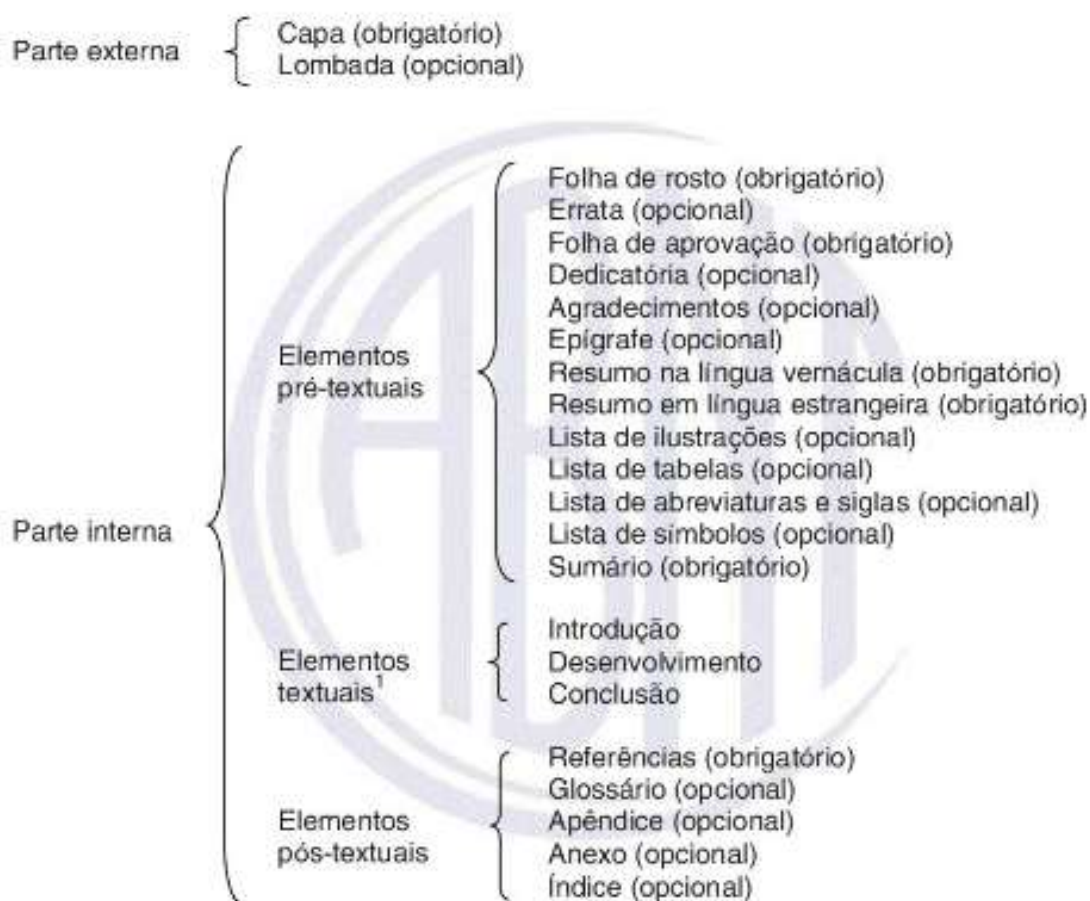 Parte externa
Capa (obrigatório)
Lombada (opcional)
Parte interna
Elementos
pré-textuais
Folha de rosto (obrigatório)
Errata (opcional)
Folha de aprovação (obrigatório)
Dedicatória (opcional)
Agradecimentos (opcional)
Epígrafe (opcional)
Resumo na língua vernácula (obrigatório)
Resumo em língua estrangeira (obrigatório)
Lista de ilustrações (opcional)
Lista de tabelas (opcional)
Lista de abreviaturas e siglas (opcional)
Lista de símbolos (opcional)
Sumário (obrigatório)
Elementos
textuais¹
Introdução
Desenvolvimento
Conclusão
Elementos
pós-textuais
Referências (obrigatório)
Glossário (opcional)
Apêndice (opcional)
Anexo (opcional)
Índice (opcional)
ABNT